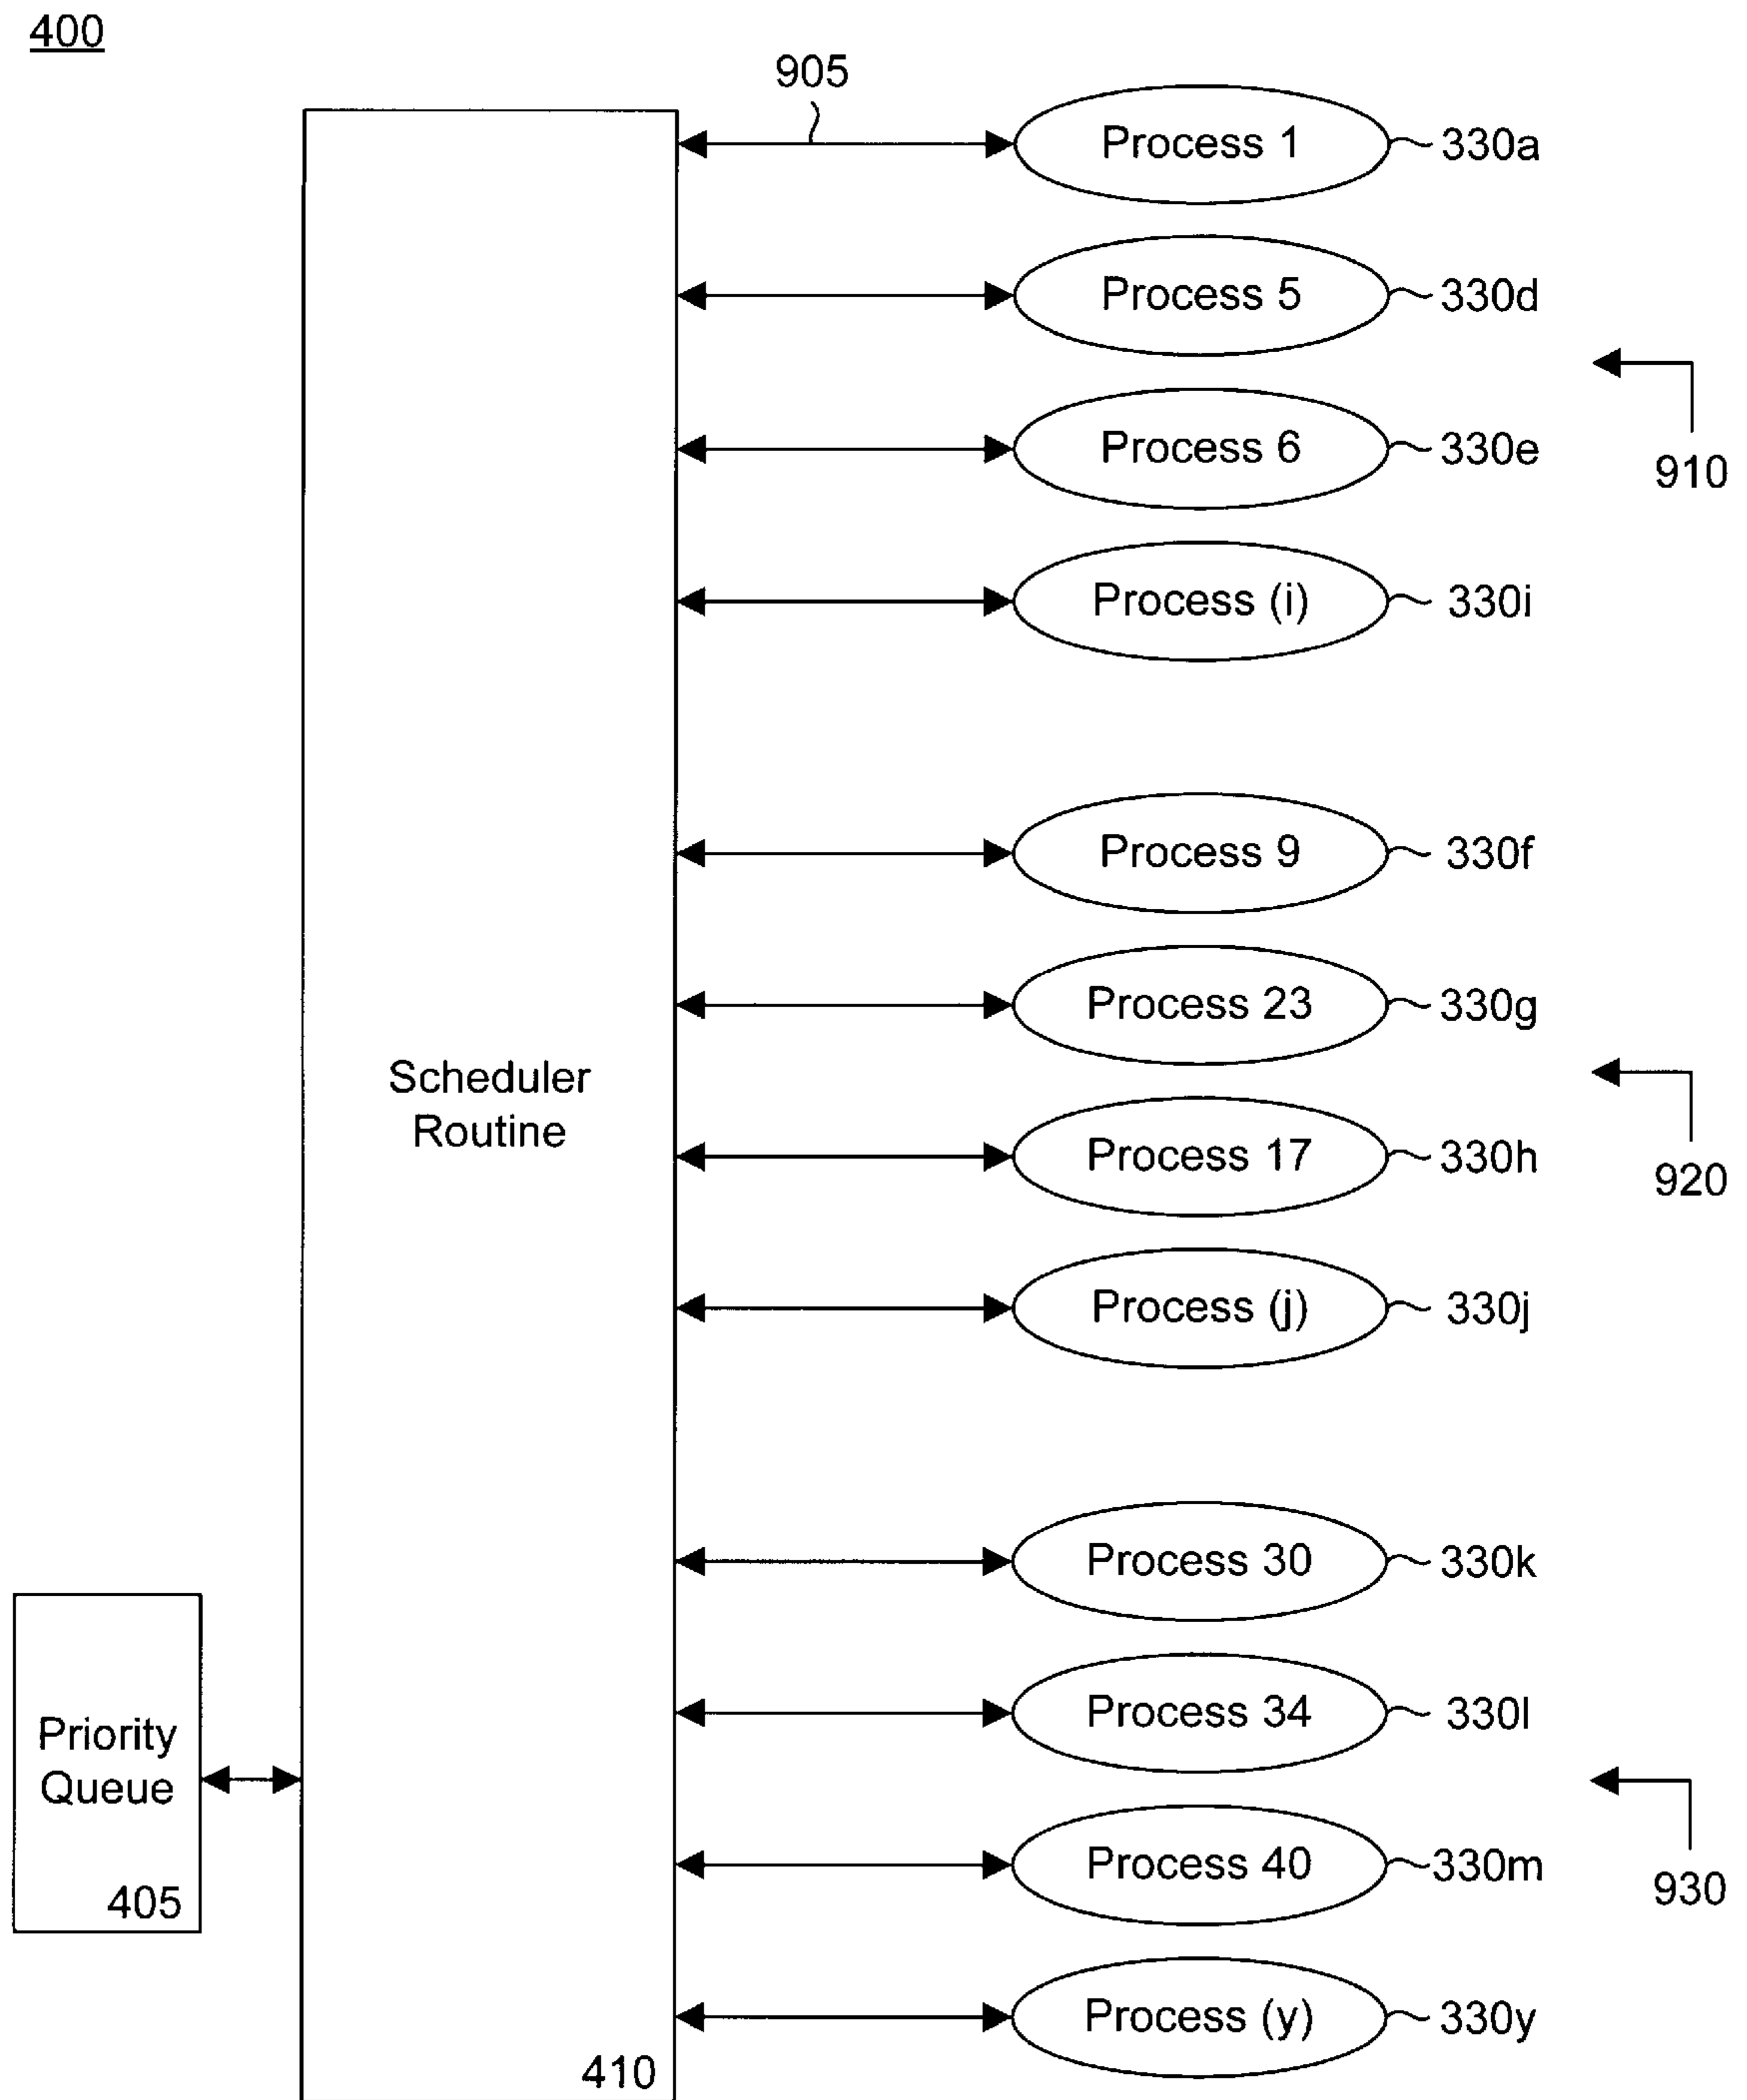 400
905
Process 1
330a
Process 5
330d
Process 6
330e
910
Process (i)
330i
Process 9
330f
Process 23
330g
Scheduler
Routine
Process 17
330h
920
Process (j)
330j
Process 30
330k
Process 34
330l
Priority
Queue
405
Process 40
330m
930
Process (y)
330y
410